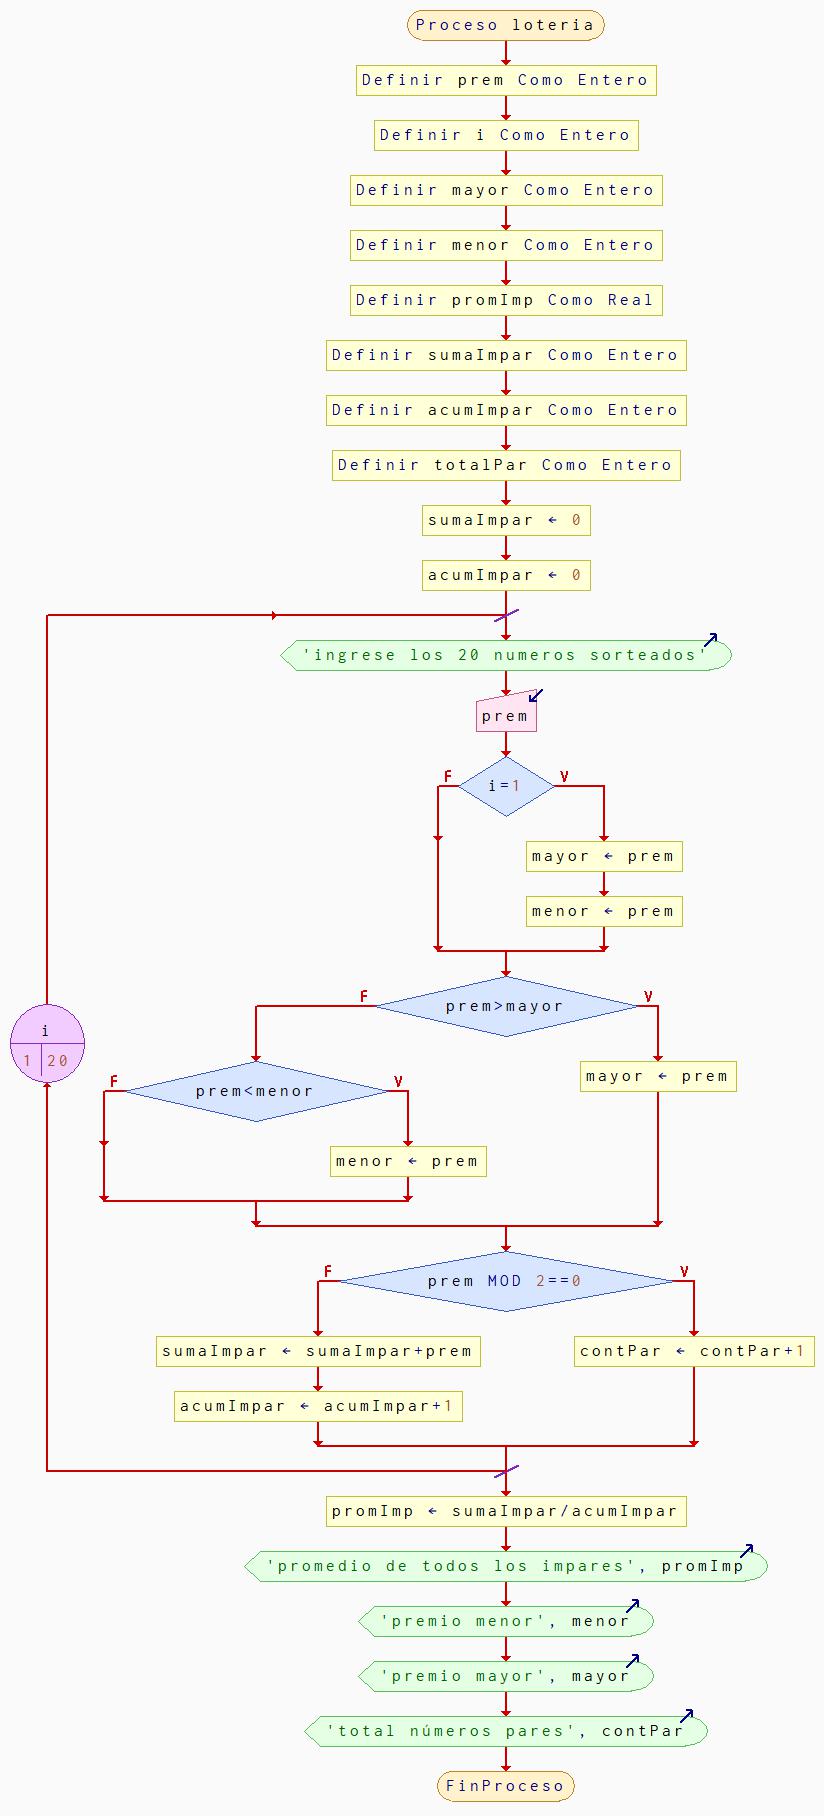 Proceso loteria
Definir prem Como Entero
Definir i Como Entero
Definir mayor Como Entero
Definir menor Como Entero
Definir promImp Como Real
Definir sumaImpar Como Entero
Definir acumImpar Como Entero
Definir totalPar Como Entero
sumaImpar ← 0
acumImpar ← 0
'ingrese los 20 numeros sorteados'
prem
F
i=1
V
mayor ← prem
menor ← prem
F
prem>mayor
V
i
1 20
F
prem<menor
V
mayor ← prem
menor ← prem
F
prem MOD 2==0
V
sumaImpar ← sumaImpar+prem
contPar ← contPar+1
acumImpar ← acumImpar+1
promImp ← sumaImpar/acumImpar
'promedio de todos los impares', promImp
'premio menor', menor
'premio mayor', mayor
'total números pares', contPar
FinProceso